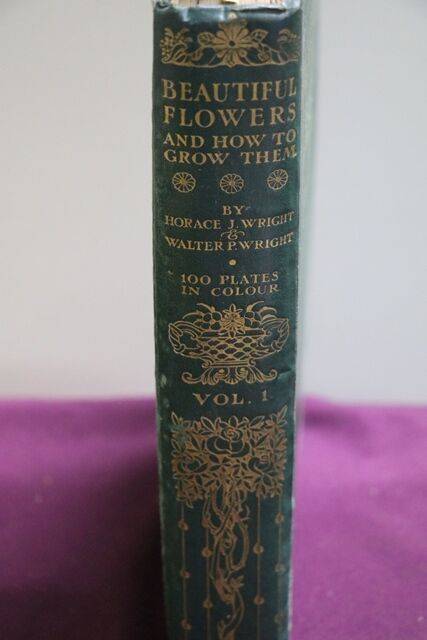 BEAUTIFUL
FLOWERS
AND HOW TO
GROW THEM
BY
HORACE J. WRIGHT
&
WALTER P. WRIGHT
100 PLATES
IN COLOUR
VOL. 1